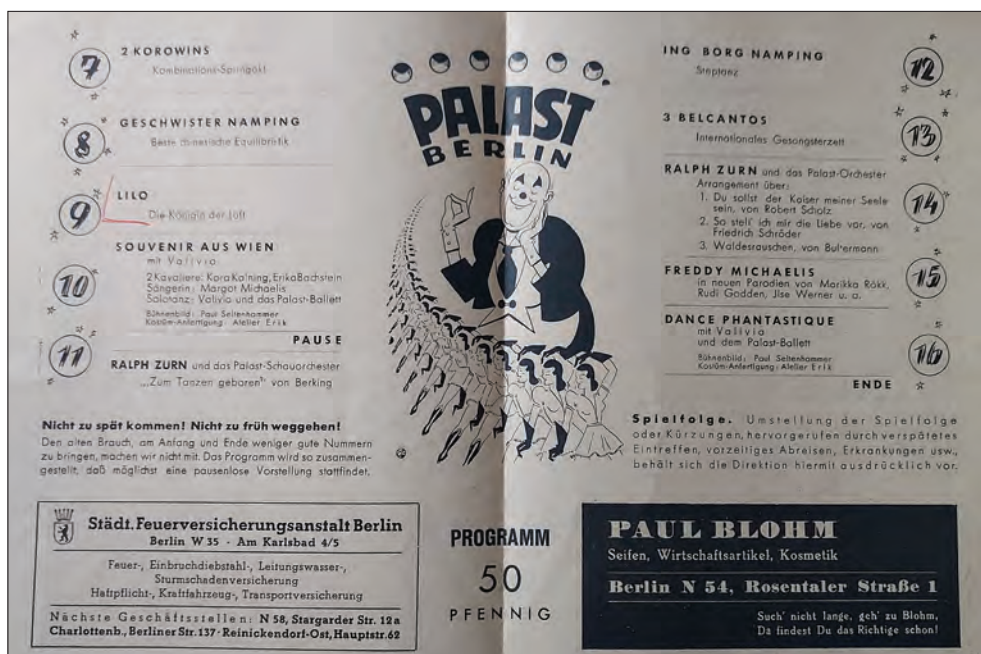 7
2 KOROWINS
Kombinations-Springakt
8
GESCHWISTER NAMPING
Beste chinesische Equilibristik
9
LILO
Die Königin der Luft
10
SOUVENIR AUS WIEN
mit Valivia
2 Kavaliere: Kora Kalning, Erika Bachstein
Sängerin: Margot Michaelis
Solotanz: Valivia und das Palast-Ballett
Bühnenbild: Paul Seltenhammer
Kostüm-Anfertigung: Atelier Erik
PAUSE
11
RALPH ZURN und das Palast-Schauorchester
„Zum Tanzen geboren" von Berking
Nicht zu spät kommen! Nicht zu früh weggehen!
Den alten Brauch, am Anfang und Ende weniger gute Nummern
zu bringen, machen wir nicht mit. Das Programm wird so zusammen-
gestellt, daß möglichst eine pausenlose Vorstellung stattfindet.
Städt. Feuerversicherungsanstalt Berlin
Berlin W 35 - Am Karlsbad 4/5
Feuer-, Einbruchdiebstahl-, Leitungswasser-,
Sturmschadenversicherung
Haftpflicht-, Kraftfahrzeug-, Transportversicherung
Nächste Geschäftsstellen: N 58, Stargarder Str. 12a
Charlottenb., Berliner Str. 137 · Reinickendorf-Ost, Hauptstr. 62
PALAST
BERLIN
PROGRAMM
50
PFENNIG
ING BORG NAMPING
Steptanz
12
3 BELCANTOS
Internationales Gesangsterzett
13
RALPH ZURN und das Palast-Orchester
Arrangement über:
1. Du sollst der Kaiser meiner Seele
sein, von Robert Scholz
2. So stell' ich mir die Liebe vor, von
Friedrich Schröder
3. Waldesrauschen, von Bultermann
14
FREDDY MICHAELIS
in neuen Parodien von Marikka Rökk,
Rudi Godden, Jlse Werner u. a.
15
DANCE PHANTASTIQUE
mit Valivia
und dem Palast-Ballett
Bühnenbild: Paul Seltenhammer
Kostüm-Anfertigung: Atelier Erik
16
ENDE
Spielfolge. Umstellung der Spielfolge
oder Kürzungen, hervorgerufen durch verspätetes
Eintreffen, vorzeitiges Abreisen, Erkrankungen usw.,
behält sich die Direktion hiermit ausdrücklich vor.
PAUL BLOHM
Seifen, Wirtschaftsartikel, Kosmetik
Berlin N 54, Rosentaler Straße 1
Such' nicht lange, geh' zu Blohm,
Da findest Du das Richtige schon!